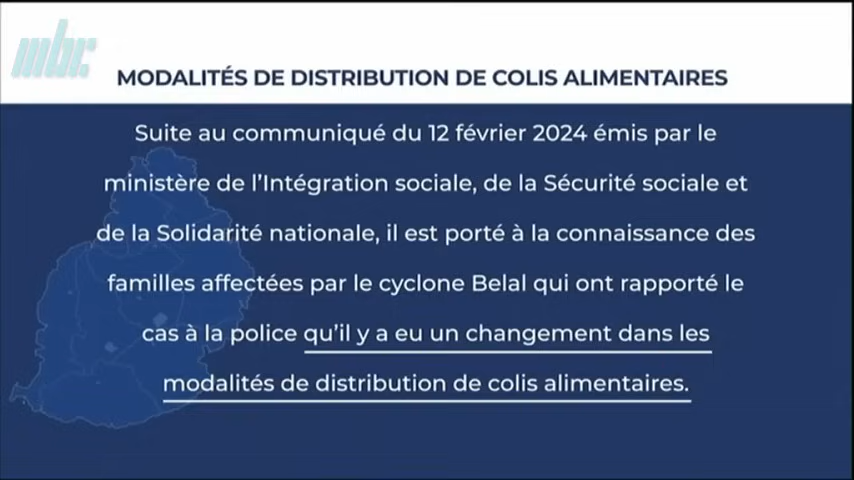 mbc
MODALITÉS DE DISTRIBUTION DE COLIS ALIMENTAIRES
Suite au communiqué du 12 février 2024 émis par le
ministère de l'Intégration sociale, de la Sécurité sociale et
de la Solidarité nationale, il est porté à la connaissance des
familles affectées par le cyclone Belal qui ont rapporté le
cas à la police qu'il y a eu un changement dans les
modalités de distribution de colis alimentaires.